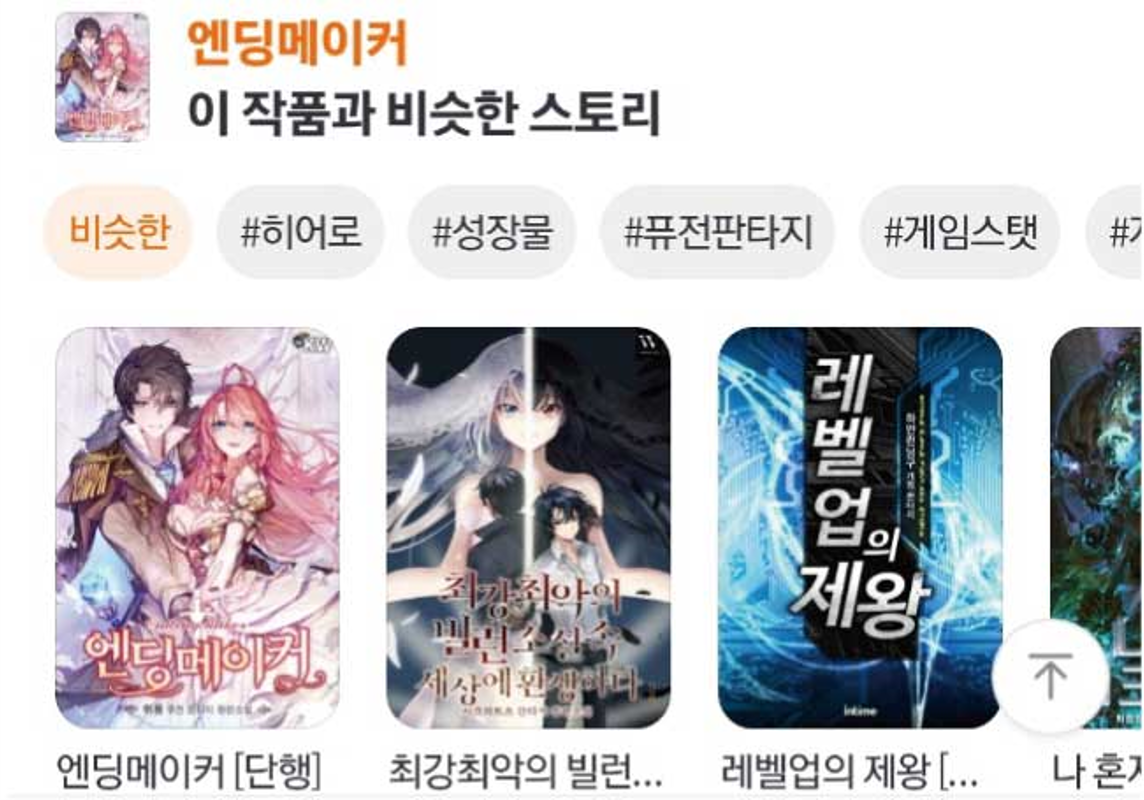 엔딩메이커
이 작품과 비슷한 스토리
비슷한 #히어로 #성장물 #퓨전판타지 #게임스탯
엔딩메이커
최강최악의
빌런소설 속
세상에 환생하다
레
벨
업의
제왕
intime
엔딩메이커 [단행]
최강최악의 빌런...
레벨업의 제왕 [...
나 혼자